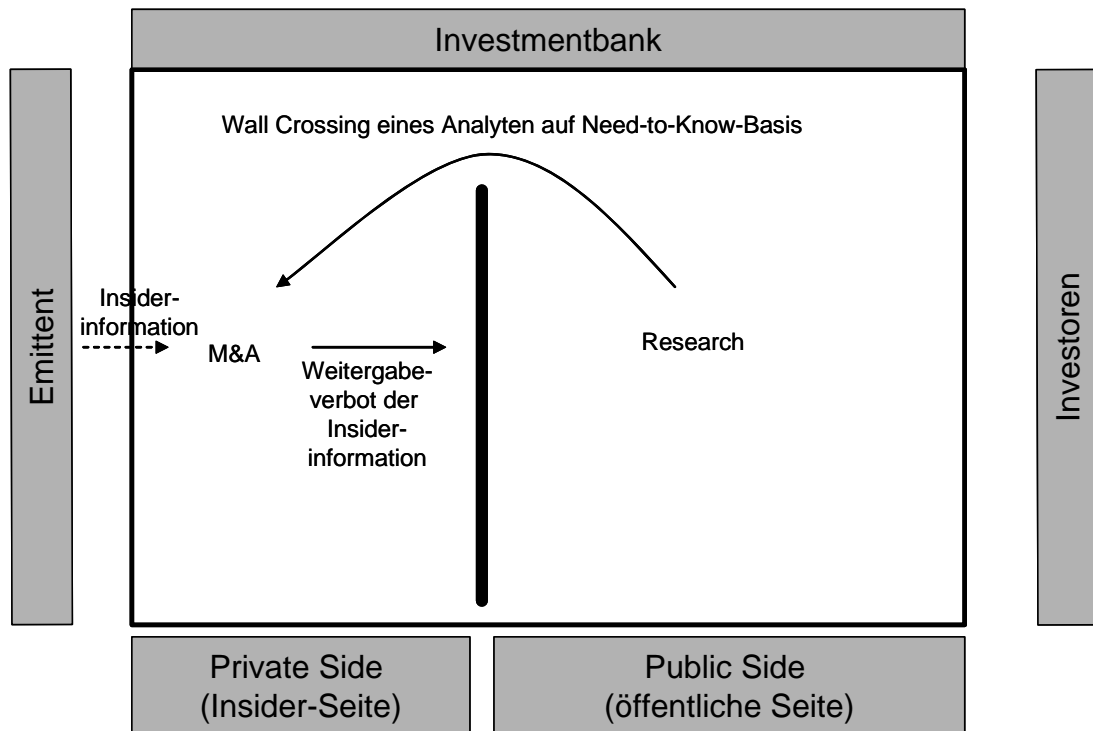 Investmentbank
Wall Crossing eines Analyten auf Need-to-Know-Basis
Emittent
Insider-
information
M&A
Weitergabe-
verbot der
Insider-
information
Research
Investoren
Private Side
(Insider-Seite)
Public Side
(öffentliche Seite)